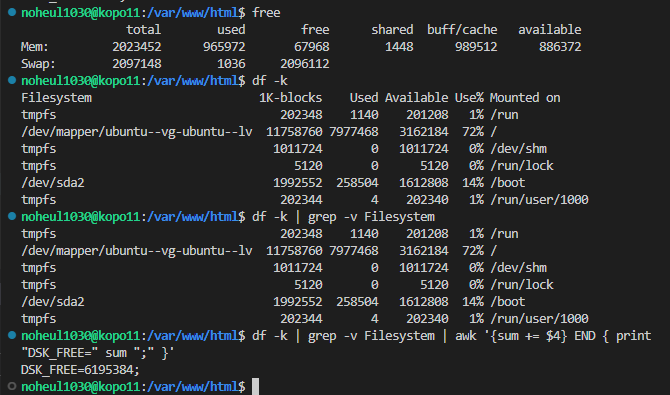 noheul1030@kopo11:/var/www/html$ free
total used free shared buff/cache available
Mem: 2023452 965972 67968 1448 989512 886372
Swap: 2097148 1036 2096112
noheul1030@kopo11:/var/www/html$ df -k
Filesystem 1K-blocks Used Available Use% Mounted on
tmpfs 202348 1140 201208 1% /run
/dev/mapper/ubuntu--vg-ubuntu--lv 11758760 7977468 3162184 72% /
tmpfs 1011724 0 1011724 0% /dev/shm
tmpfs 5120 0 5120 0% /run/lock
/dev/sda2 1992552 258504 1612808 14% /boot
tmpfs 202344 4 202340 1% /run/user/1000
noheul1030@kopo11:/var/www/html$ df -k | grep -v Filesystem
tmpfs 202348 1140 201208 1% /run
/dev/mapper/ubuntu--vg-ubuntu--lv 11758760 7977468 3162184 72% /
tmpfs 1011724 0 1011724 0% /dev/shm
tmpfs 5120 0 5120 0% /run/lock
/dev/sda2 1992552 258504 1612808 14% /boot
tmpfs 202344 4 202340 1% /run/user/1000
noheul1030@kopo11:/var/www/html$ df -k | grep -v Filesystem | awk '{sum += $4} END { print
"DSK_FREE=" sum ";" }'
DSK_FREE=6195384;
noheul1030@kopo11:/var/www/html$